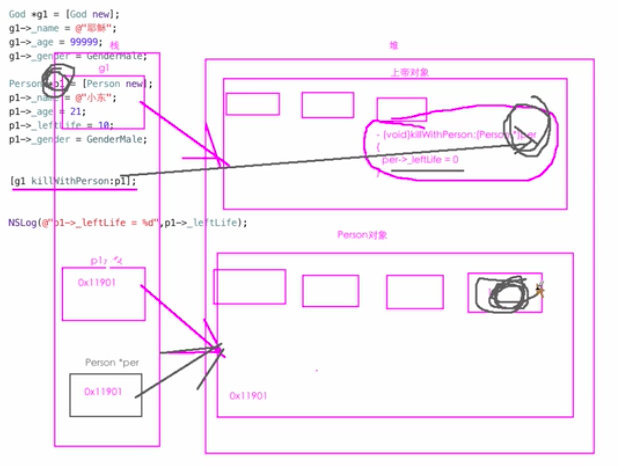 God *g1 = [God new];
g1->_name = @"耶稣";
g1->_age = 99999;
g1->_gender = GenderMale;
Person *p1 = [Person new];
p1->_name = @"小东";
p1->_age = 21;
p1->_leftLife = 10;
p1->_gender = GenderMale;
[g1 killWithPerson:p1];
NSLog(@"p1->_leftLife = %d",p1->_leftLife);
栈
g1
p1
0x11901
Person *per
0x11901
堆
上帝对象
- (void)killWithPerson:(Person *)per
{
per->_leftLife = 0
}
Person对象
0x11901